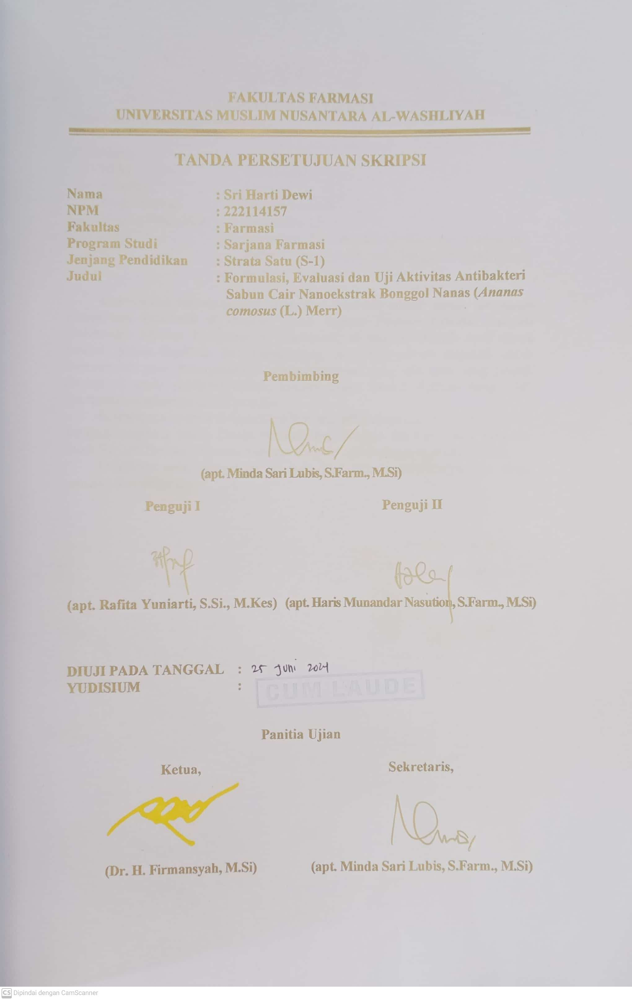 FAKULTAS FARMASI
UNIVERSITAS MUSLIM NUSANTARA AL-WASHLIYAH
TANDA PERSETUJUAN SKRIPSI
Nama : Sri Harti Dewi
NPM : 222114157
Fakultas : Farmasi
Program Studi : Sarjana Farmasi
Jenjang Pendidikan : Strata Satu (S-1)
Judul : Formulasi, Evaluasi dan Uji Aktivitas Antibakteri
Sabun Cair Nanoekstrak Bonggol Nanas (Ananas
comosus (L.) Merr)
Pembimbing
(apt. Minda Sari Lubis, S.Farm., M.Si)
Penguji I Penguji II
(apt. Rafita Yuniarti, S.Si., M.Kes) (apt. Haris Munandar Nasution, S.Farm., M.Si)
DIUJI PADA TANGGAL : 25 Juni 2024
YUDISIUM : CUM LAUDE
Panitia Ujian
Ketua, Sekretaris,
(Dr. H. Firmansyah, M.Si) (apt. Minda Sari Lubis, S.Farm., M.Si)
CS Dipindai dengan CamScanner